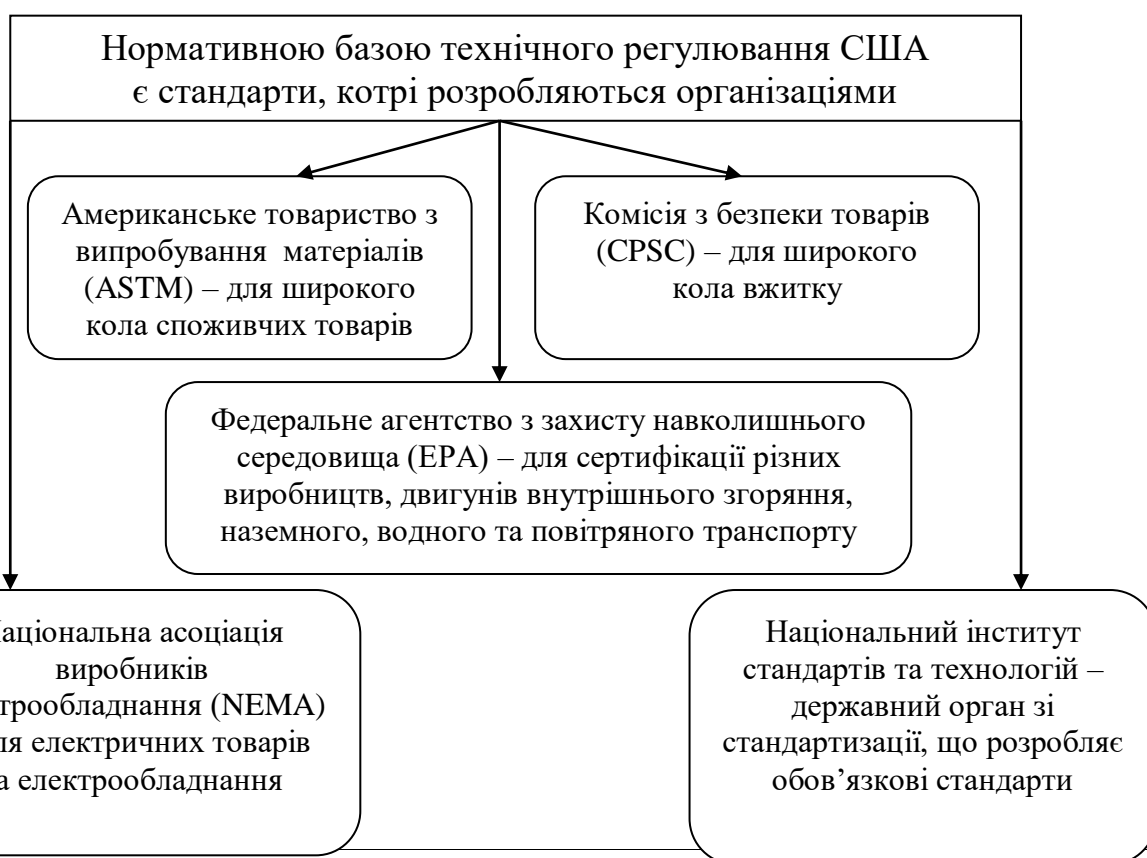 Нормативною базою технічного регулювання США
є стандарти, котрі розробляються організаціями
Американське товариство з
випробування матеріалів
(ASTM) – для широкого
кола споживчих товарів
Комісія з безпеки товарів
(CPSC) – для широкого
кола вжитку
Федеральне агентство з захисту навколишнього
середовища (EPA) – для сертифікації різних
виробництв, двигунів внутрішнього згоряння,
наземного, водного та повітряного транспорту
асоціація
виробників
(NEMA)
електричних товарів
електрообладнання
Національний інститут
стандартів та технологій –
державний орган зі
стандартизації, що розробляє
обов’язкові стандарти